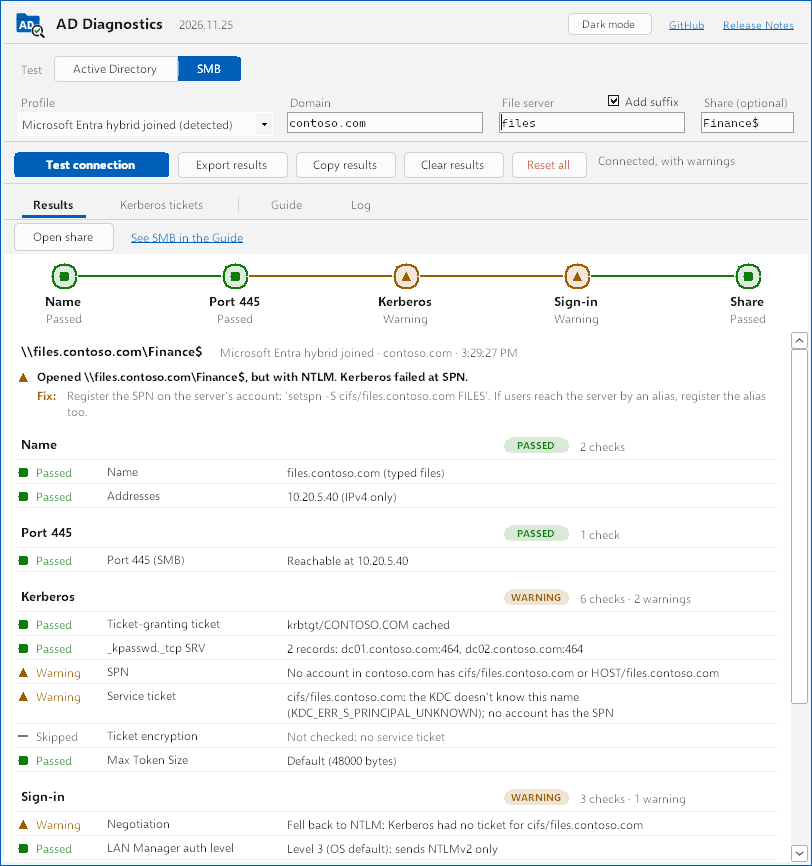 AD
AD Diagnostics 2026.11.25 Dark mode GitHub Release Notes
Test Active Directory SMB
Profile Domain File server Add suffix Share (optional)
Microsoft Entra hybrid joined (detected) contoso.com files Finance$
Test connection Export results Copy results Clear results Reset all Connected, with warnings
Results Kerberos tickets Guide Log
Open share See SMB in the Guide
Name Port 445 Kerberos Sign-in Share
Passed Passed Warning Warning Passed
\\files.contoso.com\Finance$ Microsoft Entra hybrid joined · contoso.com · 3:29:27 PM
Opened \\files.contoso.com\Finance$, but with NTLM. Kerberos failed at SPN.
Fix: Register the SPN on the server's account: 'setspn -S cifs/files.contoso.com FILES'. If users reach the server by an alias, register the alias
too.
Name PASSED 2 checks
Passed Name files.contoso.com (typed files)
Passed Addresses 10.20.5.40 (IPv4 only)
Port 445 PASSED 1 check
Passed Port 445 (SMB) Reachable at 10.20.5.40
Kerberos WARNING 6 checks · 2 warnings
Passed Ticket-granting ticket krbtgt/CONTOSO.COM cached
Passed _kpasswd._tcp SRV 2 records: dc01.contoso.com:464, dc02.contoso.com:464
Warning SPN No account in contoso.com has cifs/files.contoso.com or HOST/files.contoso.com
Warning Service ticket cifs/files.contoso.com: the KDC doesn't know this name
(KDC_ERR_S_PRINCIPAL_UNKNOWN); no account has the SPN
Skipped Ticket encryption Not checked: no service ticket
Passed Max Token Size Default (48000 bytes)
Sign-in WARNING 3 checks · 1 warning
Warning Negotiation Fell back to NTLM: Kerberos had no ticket for cifs/files.contoso.com
Passed LAN Manager auth level Level 3 (OS default): sends NTLMv2 only